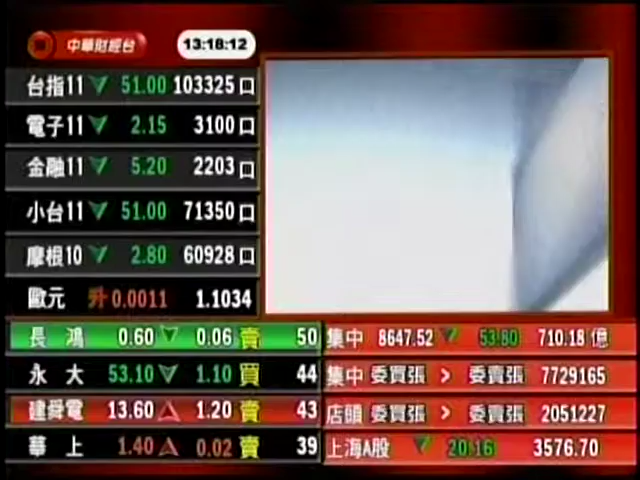 中華財經台 13:18:12
台指11 51.00 103325口
電子11 2.15 3100口
金融11 5.20 2203口
小台11 51.00 71350口
摩根10 2.80 60928口
歐元 升0.0011 1.1034
長鴻 0.60 0.06 賣 50
永大 53.10 1.10 買 44
建舜電 13.60 1.20 賣 43
華上 1.40 0.02 賣 39
集中 8647.52 53.80 710.18億
集中 委買張 > 委賣張 7729165
店頭 委買張 > 委賣張 2051227
上海A股 20.16 3576.70